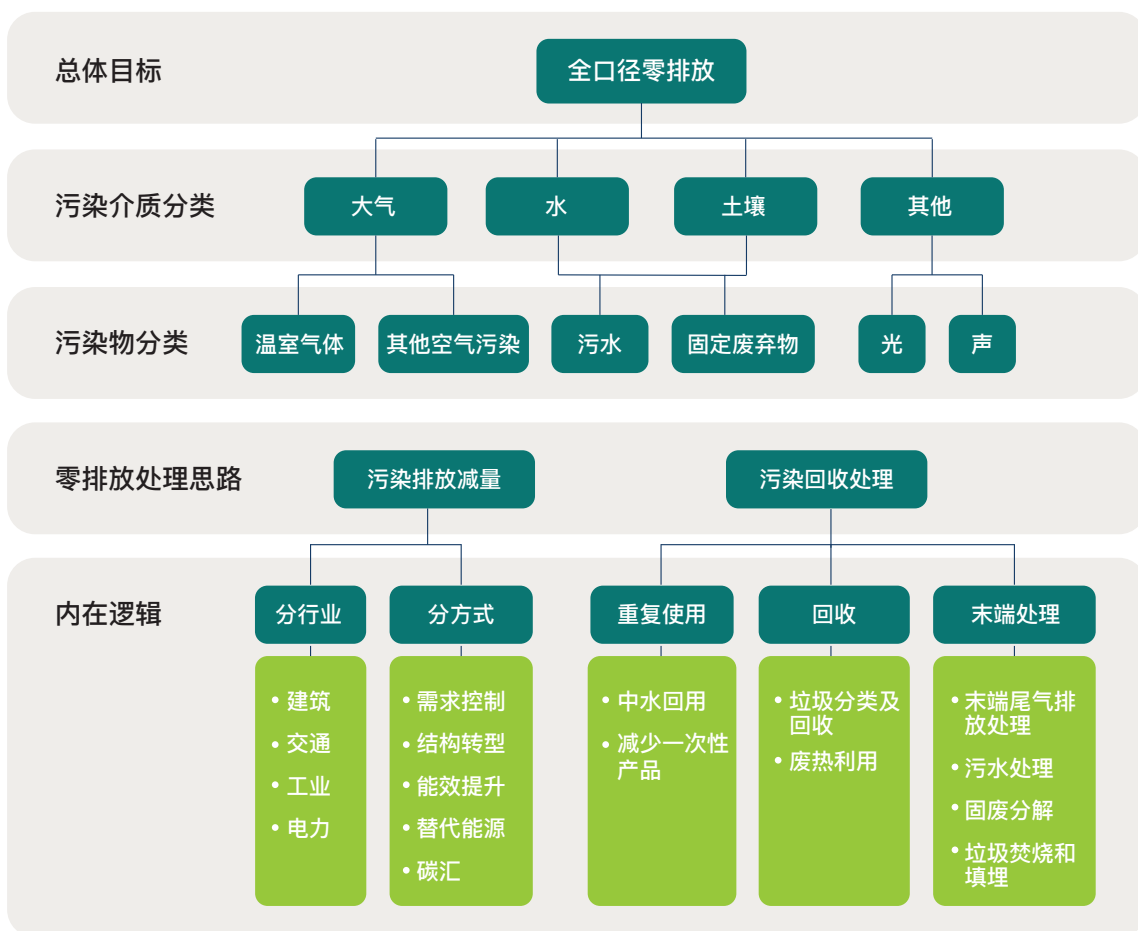 总体目标
全口径零排放
污染介质分类
大气
水
土壤
其他
污染物分类
温室气体
其他空气污染
污水
固定废弃物
光
声
零排放处理思路
污染排放减量
污染回收处理
内在逻辑
分行业
分方式
重复使用
回收
末端处理
• 建筑
• 交通
• 工业
• 电力
• 需求控制
• 结构转型
• 能效提升
• 替代能源
• 碳汇
• 中水回用
• 减少一次性
产品
• 垃圾分类及
回收
• 废热利用
• 末端尾气排
放处理
• 污水处理
• 固废分解
• 垃圾焚烧和
填埋